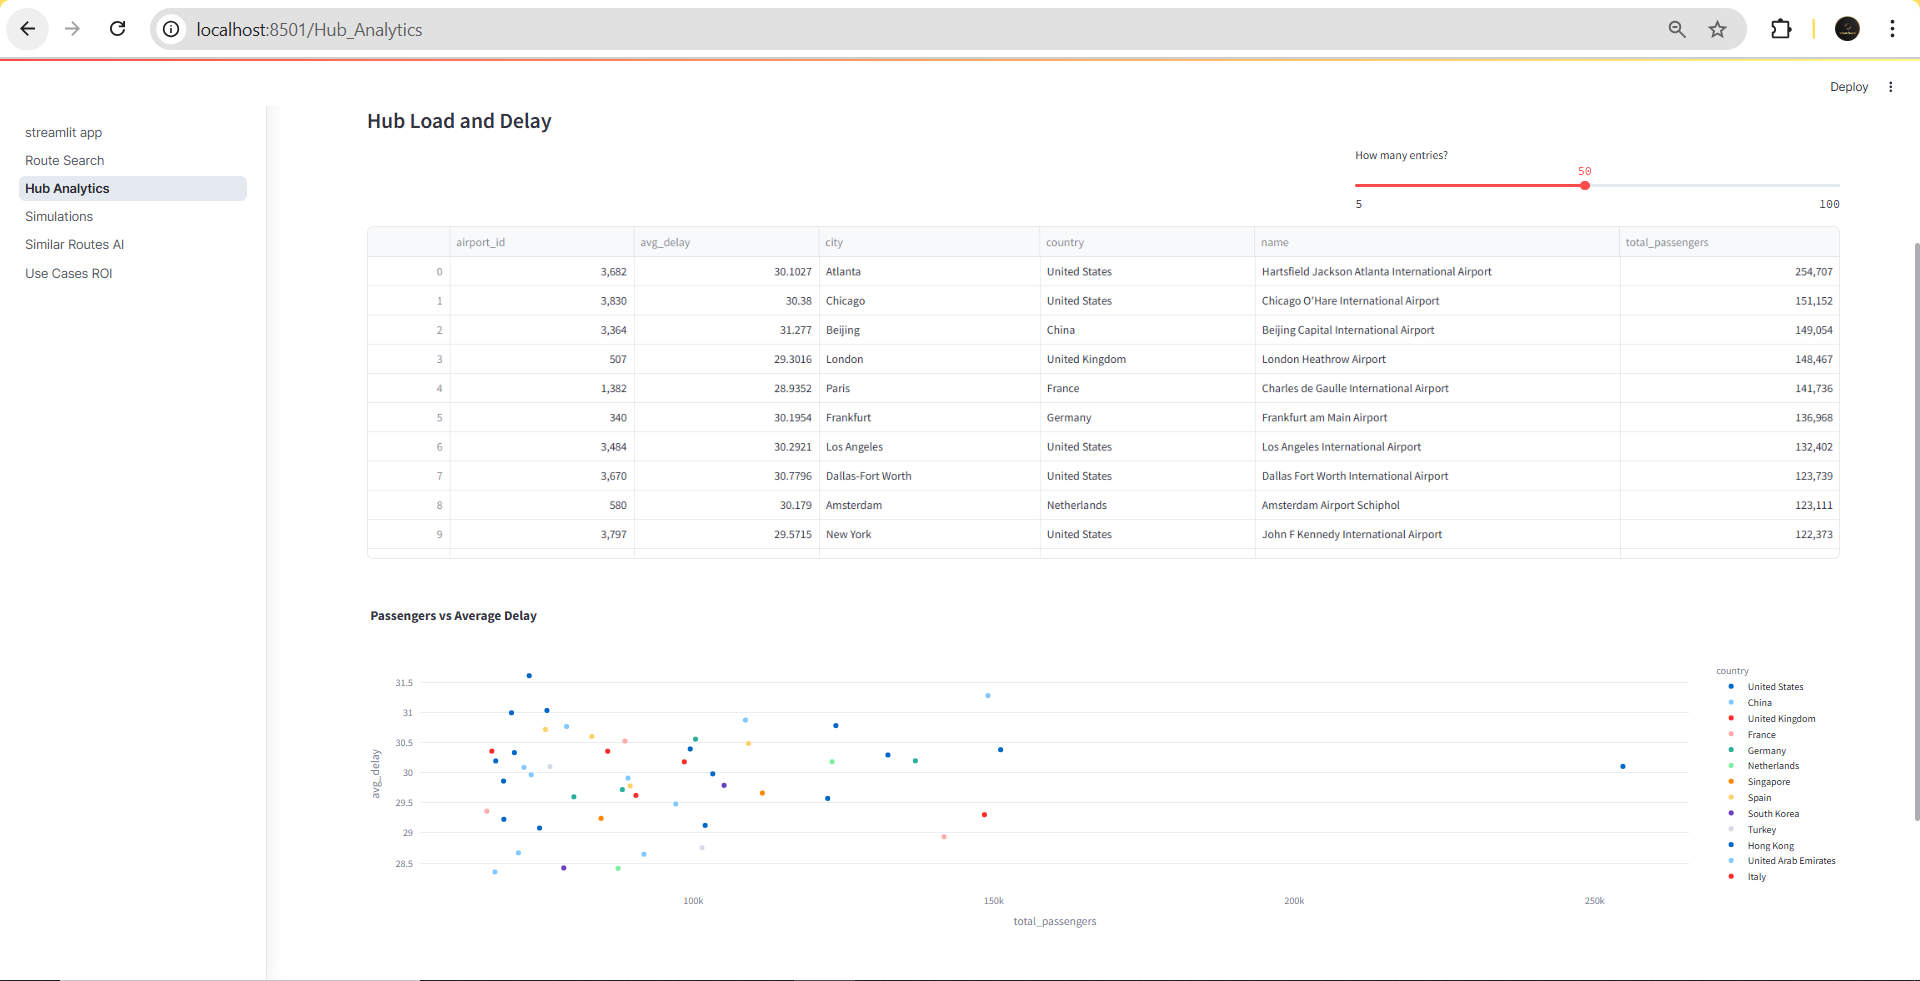 localhost:8501/Hub_Analytics
Deploy
streamlit app
Route Search
Hub Analytics
Simulations
Similar Routes AI
Use Cases ROI
Hub Load and Delay
How many entries?
50
5 100
airport_id avg_delay city country name total_passengers
0 3,682 30.1027 Atlanta United States Hartsfield Jackson Atlanta International Airport 254,707
1 3,830 30.38 Chicago United States Chicago O'Hare International Airport 151,152
2 3,364 31.277 Beijing China Beijing Capital International Airport 149,054
3 507 29.3016 London United Kingdom London Heathrow Airport 148,467
4 1,382 28.9352 Paris France Charles de Gaulle International Airport 141,736
5 340 30.1954 Frankfurt Germany Frankfurt am Main Airport 136,968
6 3,484 30.2921 Los Angeles United States Los Angeles International Airport 132,402
7 3,670 30.7796 Dallas-Fort Worth United States Dallas Fort Worth International Airport 123,739
8 580 30.179 Amsterdam Netherlands Amsterdam Airport Schiphol 123,111
9 3,797 29.5715 New York United States John F Kennedy International Airport 122,373
Passengers vs Average Delay
31.5
31
30.5
30
29.5
29
28.5
avg_delay
100k 150k 200k 250k
total_passengers
country
United States
China
United Kingdom
France
Germany
Netherlands
Singapore
Spain
South Korea
Turkey
Hong Kong
United Arab Emirates
Italy